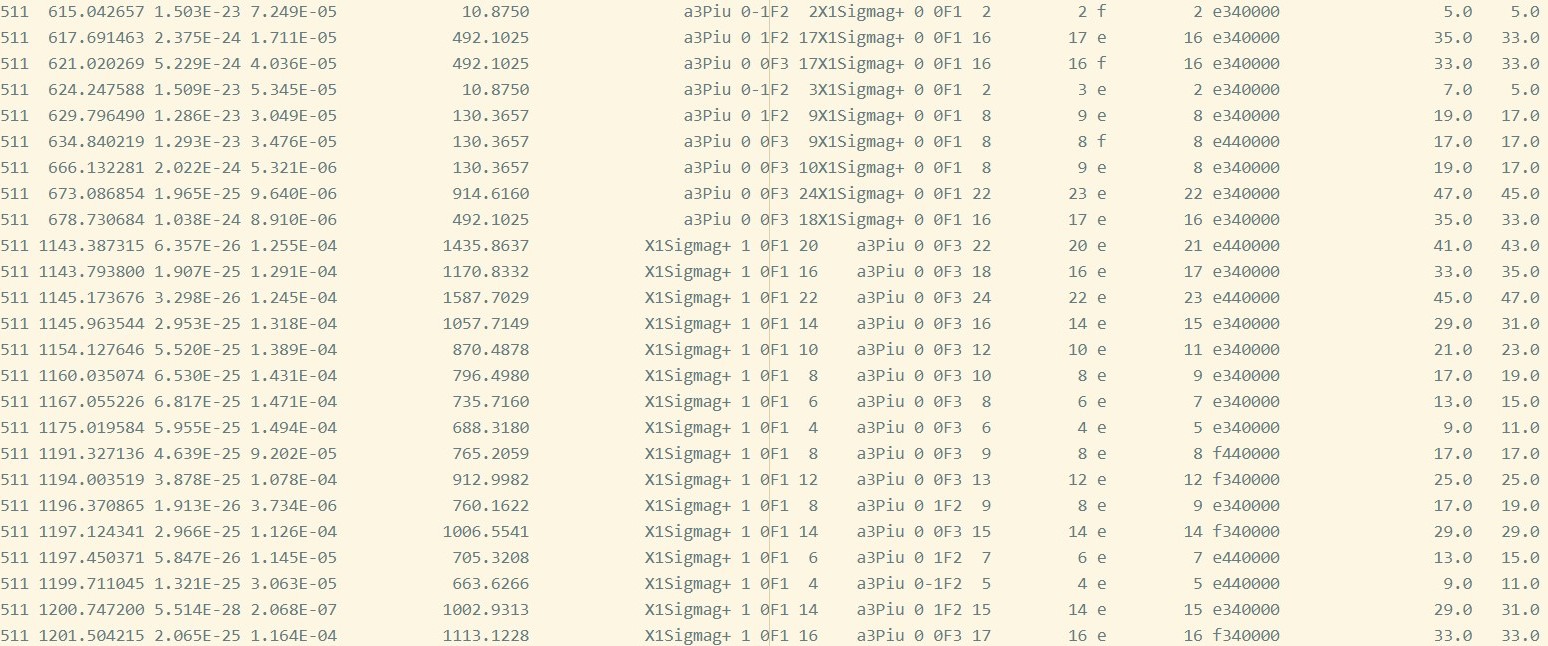 511  615.042657 1.503E-23 7.249E-05           10.8750                a3Piu 0-1F2  2X1Sigmag+ 0 0F1  2         2 f         2 e340000                 5.0    5.0
511  617.691463 2.375E-24 1.711E-05          492.1025                a3Piu 0 1F2 17X1Sigmag+ 0 0F1 16        17 e        16 e340000                35.0   33.0
511  621.020269 5.229E-24 4.036E-05          492.1025                a3Piu 0 0F3 17X1Sigmag+ 0 0F1 16        16 f        16 e340000                33.0   33.0
511  624.247588 1.509E-23 5.345E-05           10.8750                a3Piu 0-1F2  3X1Sigmag+ 0 0F1  2         3 e         2 e340000                 7.0    5.0
511  629.796490 1.286E-23 3.049E-05          130.3657                a3Piu 0 1F2  9X1Sigmag+ 0 0F1  8         9 e         8 e340000                19.0   17.0
511  634.840219 1.293E-23 3.476E-05          130.3657                a3Piu 0 0F3  9X1Sigmag+ 0 0F1  8         8 f         8 e440000                17.0   17.0
511  666.132281 2.022E-24 5.321E-06          130.3657                a3Piu 0 0F3 10X1Sigmag+ 0 0F1  8         9 e         8 e340000                19.0   17.0
511  673.086854 1.965E-25 9.640E-06          914.6160                a3Piu 0 0F3 24X1Sigmag+ 0 0F1 22        23 e        22 e340000                47.0   45.0
511  678.730684 1.038E-24 8.910E-06          492.1025                a3Piu 0 0F3 18X1Sigmag+ 0 0F1 16        17 e        16 e340000                35.0   33.0
511 1143.387315 6.357E-26 1.255E-04         1435.8637            X1Sigmag+ 1 0F1 20    a3Piu 0 0F3 22        20 e        21 e440000                41.0   43.0
511 1143.793800 1.907E-25 1.291E-04         1170.8332            X1Sigmag+ 1 0F1 16    a3Piu 0 0F3 18        16 e        17 e340000                33.0   35.0
511 1145.173676 3.298E-26 1.245E-04         1587.7029            X1Sigmag+ 1 0F1 22    a3Piu 0 0F3 24        22 e        23 e440000                45.0   47.0
511 1145.963544 2.953E-25 1.318E-04         1057.7149            X1Sigmag+ 1 0F1 14    a3Piu 0 0F3 16        14 e        15 e340000                29.0   31.0
511 1154.127646 5.520E-25 1.389E-04          870.4878            X1Sigmag+ 1 0F1 10    a3Piu 0 0F3 12        10 e        11 e340000                21.0   23.0
511 1160.035074 6.530E-25 1.431E-04          796.4980            X1Sigmag+ 1 0F1  8    a3Piu 0 0F3 10         8 e         9 e340000                17.0   19.0
511 1167.055226 6.817E-25 1.471E-04          735.7160            X1Sigmag+ 1 0F1  6    a3Piu 0 0F3  8         6 e         7 e340000                13.0   15.0
511 1175.019584 5.955E-25 1.494E-04          688.3180            X1Sigmag+ 1 0F1  4    a3Piu 0 0F3  6         4 e         5 e340000                 9.0   11.0
511 1191.327136 4.639E-25 9.202E-05          765.2059            X1Sigmag+ 1 0F1  8    a3Piu 0 0F3  9         8 e         8 f440000                17.0   17.0
511 1194.003519 3.878E-25 1.078E-04          912.9982            X1Sigmag+ 1 0F1 12    a3Piu 0 0F3 13        12 e        12 f340000                25.0   25.0
511 1196.370865 1.913E-26 3.734E-06          760.1622            X1Sigmag+ 1 0F1  8    a3Piu 0 1F2  9         8 e         9 e340000                17.0   19.0
511 1197.124341 2.966E-25 1.126E-04         1006.5541            X1Sigmag+ 1 0F1 14    a3Piu 0 0F3 15        14 e        14 f340000                29.0   29.0
511 1197.450371 5.847E-26 1.145E-05          705.3208            X1Sigmag+ 1 0F1  6    a3Piu 0 1F2  7         6 e         7 e440000                13.0   15.0
511 1199.711045 1.321E-25 3.063E-05          663.6266            X1Sigmag+ 1 0F1  4    a3Piu 0-1F2  5         4 e         5 e440000                 9.0   11.0
511 1200.747200 5.514E-28 2.068E-07         1002.9313            X1Sigmag+ 1 0F1 14    a3Piu 0 1F2 15        14 e        15 e340000                29.0   31.0
511 1201.504215 2.065E-25 1.164E-04         1113.1228            X1Sigmag+ 1 0F1 16    a3Piu 0 0F3 17        16 e        16 f340000                33.0   33.0